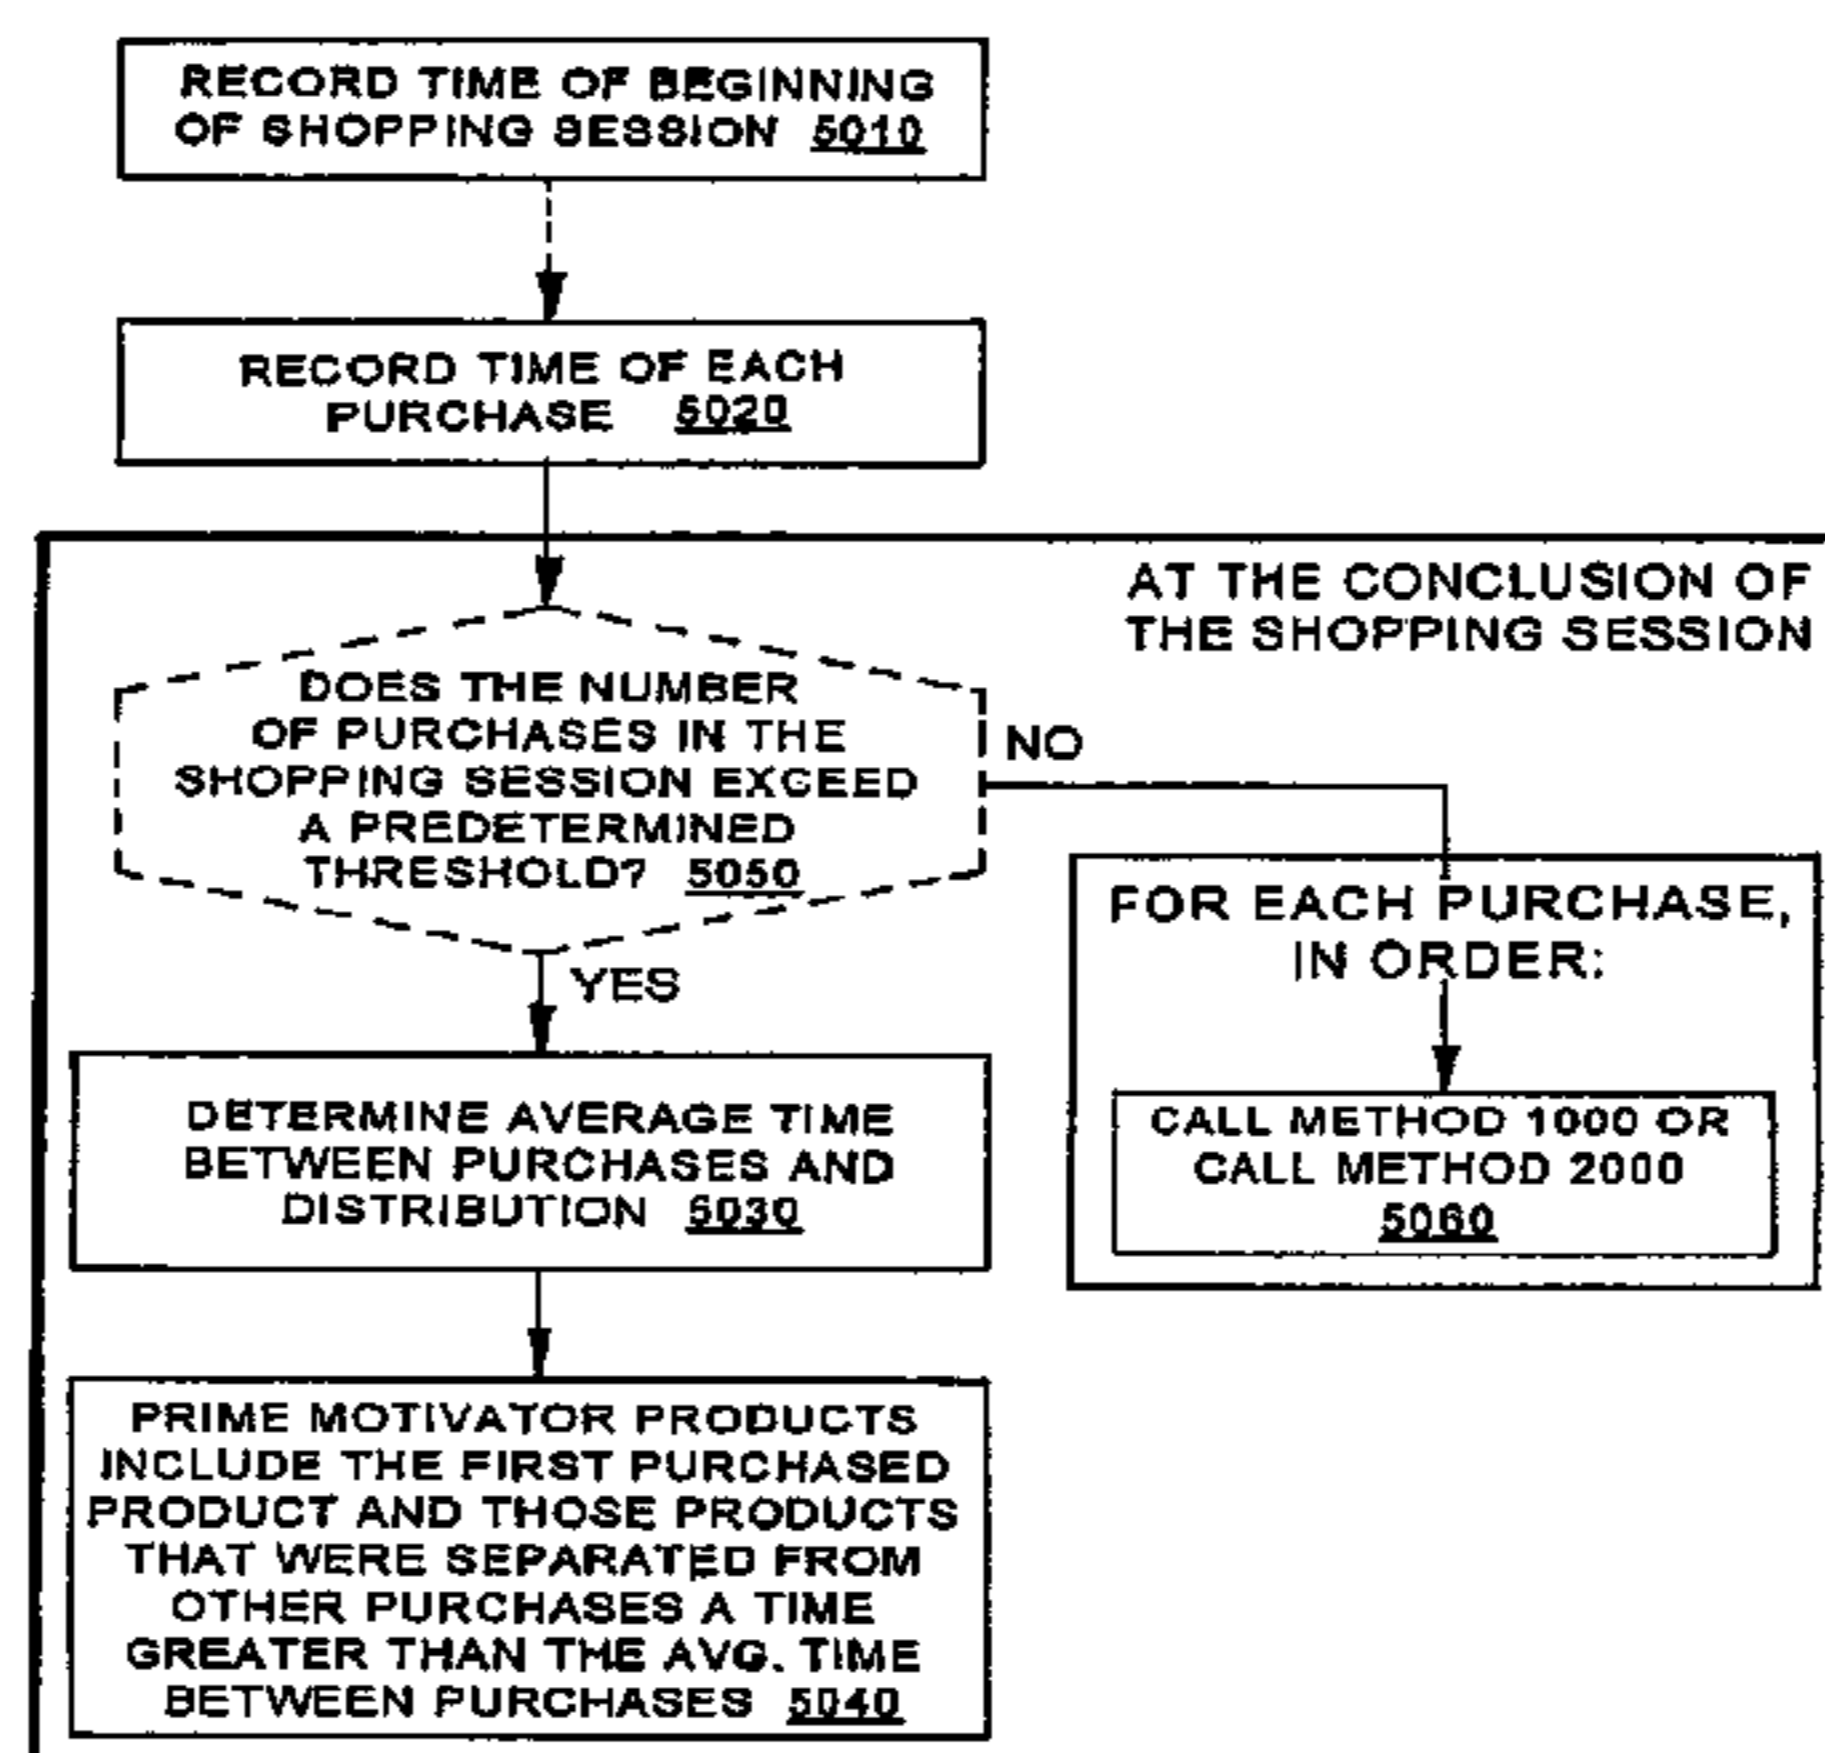 RECORD TIME OF BEGINNING
OF SHOPPING SESSION 5010
RECORD TIME OF EACH
PURCHASE 5020
AT THE CONCLUSION OF
THE SHOPPING SESSION
DOES THE NUMBER
OF PURCHASES IN THE
SHOPPING SESSION EXCEED
A PREDETERMINED
THRESHOLD? 5050
NO
YES
FOR EACH PURCHASE,
IN ORDER:
CALL METHOD 1000 OR
CALL METHOD 2000
5060
DETERMINE AVERAGE TIME
BETWEEN PURCHASES AND
DISTRIBUTION 5030
PRIME MOTIVATOR PRODUCTS
INCLUDE THE FIRST PURCHASED
PRODUCT AND THOSE PRODUCTS
THAT WERE SEPARATED FROM
OTHER PURCHASES A TIME
GREATER THAN THE AVG. TIME
BETWEEN PURCHASES 5040